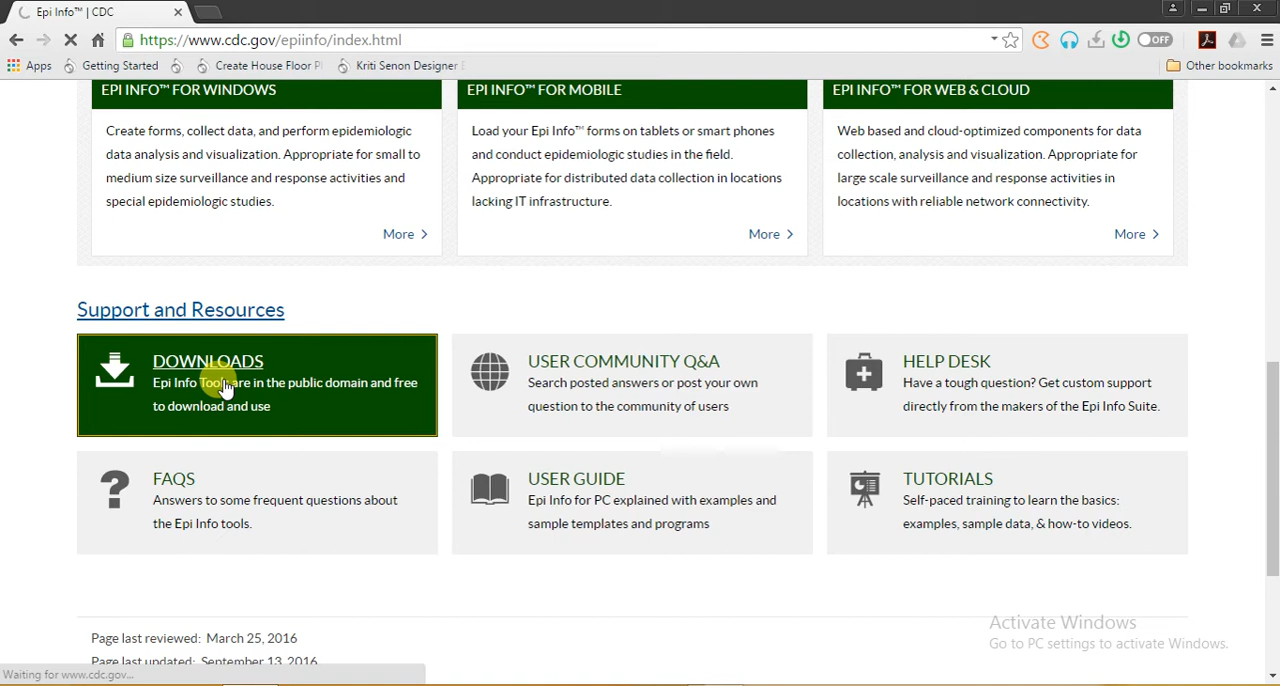 Epi Info™ | CDC
https://www.cdc.gov/epiinfo/index.html
OFF
Apps
Getting Started
Create House Floor Pl
Kriti Senon Designer
Other bookmarks
EPI INFO™ FOR WINDOWS
Create forms, collect data, and perform epidemiologic
data analysis and visualization. Appropriate for small to
medium size surveillance and response activities and
special epidemiologic studies.
More >
EPI INFO™ FOR MOBILE
Load your Epi Info™ forms on tablets or smart phones
and conduct epidemiologic studies in the field.
Appropriate for distributed data collection in locations
lacking IT infrastructure.
More >
EPI INFO™ FOR WEB & CLOUD
Web based and cloud-optimized components for data
collection, analysis and visualization. Appropriate for
large scale surveillance and response activities in
locations with reliable network connectivity.
More >
Support and Resources
DOWNLOADS
Epi Info Tools are in the public domain and free
to download and use
USER COMMUNITY Q&A
Search posted answers or post your own
question to the community of users
HELP DESK
Have a tough question? Get custom support
directly from the makers of the Epi Info Suite.
FAQS
Answers to some frequent questions about
the Epi Info tools.
USER GUIDE
Epi Info for PC explained with examples and
sample templates and programs
TUTORIALS
Self-paced training to learn the basics:
examples, sample data, & how-to videos.
Page last reviewed: March 25, 2016
Page last updated: September 13, 2016
Activate Windows
Go to PC settings to activate Windows.
Waiting for www.cdc.gov...